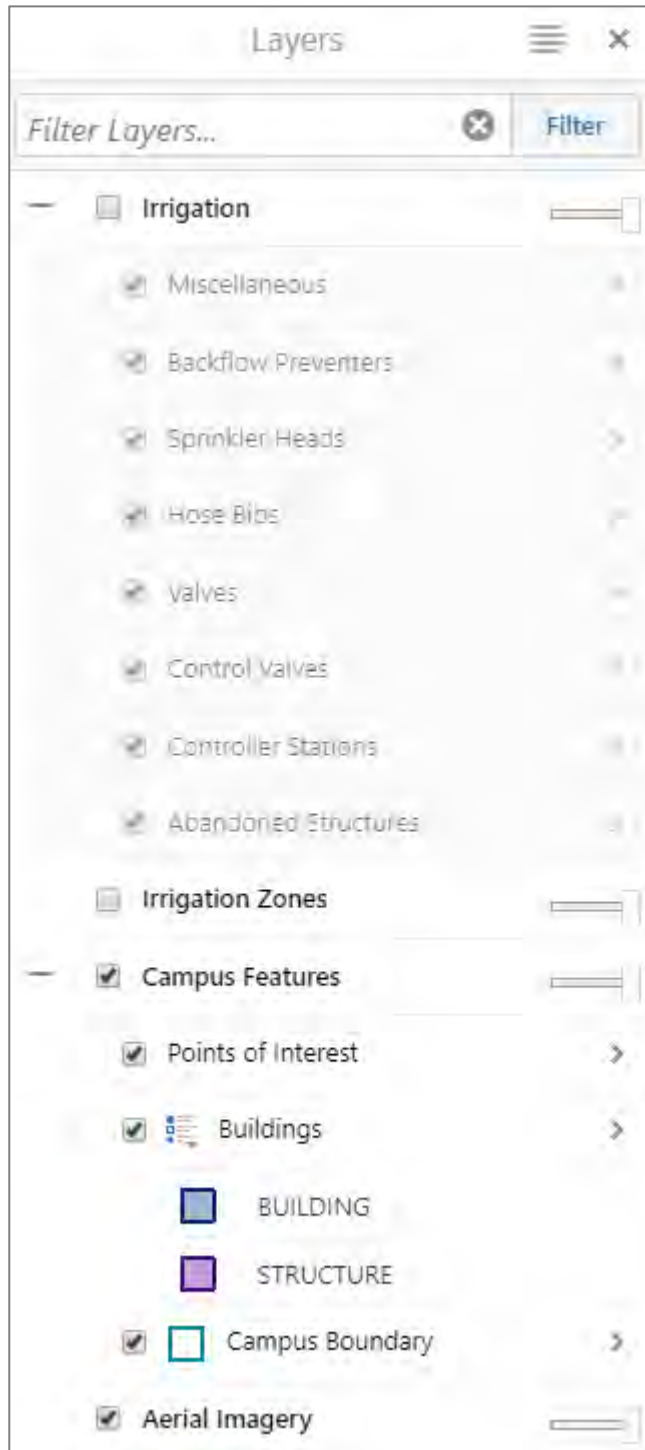 Layers
Filter Layers...
Filter
Irrigation
Miscellaneous
Backflow Preventers
Sprinkler Heads
Hose Bibs
Valves
Control Valves
Controller Stations
Abandoned Structures
Irrigation Zones
Campus Features
Points of Interest
Buildings
BUILDING
STRUCTURE
Campus Boundary
Aerial Imagery